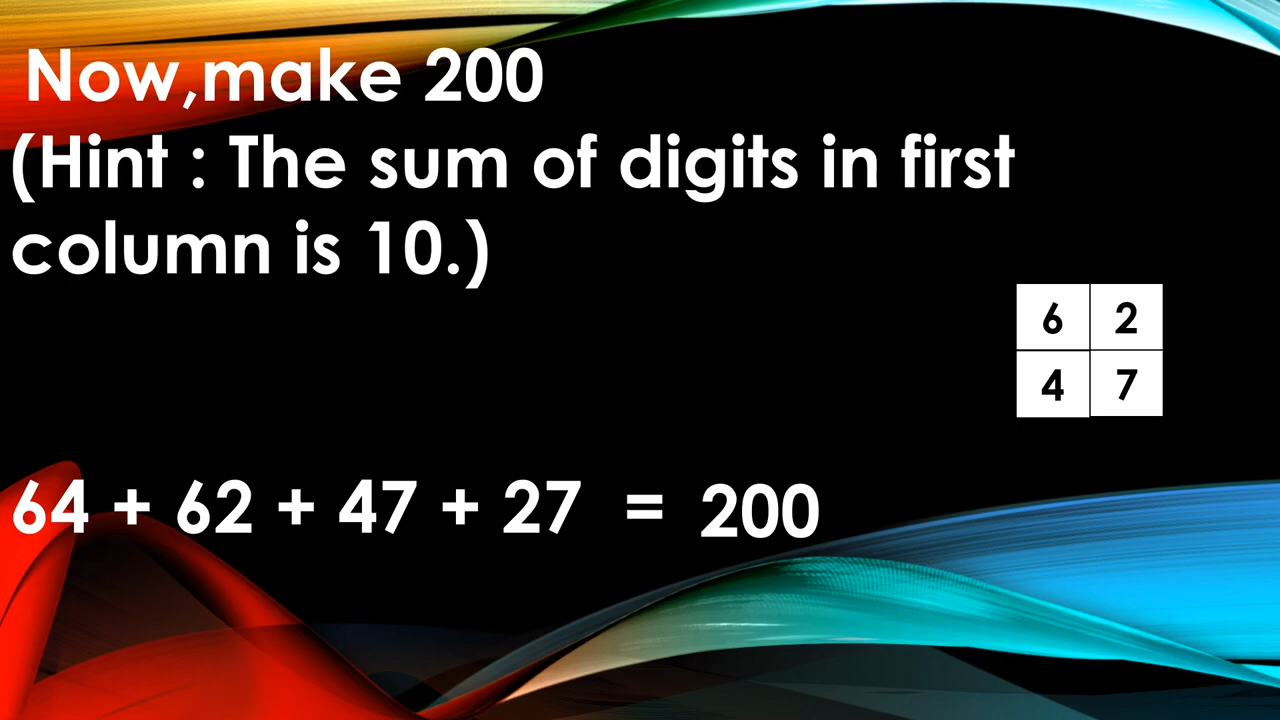 Now,make 200
(Hint : The sum of digits in first
column is 10.)
6 2
4 7
64 + 62 + 47 + 27 = 200